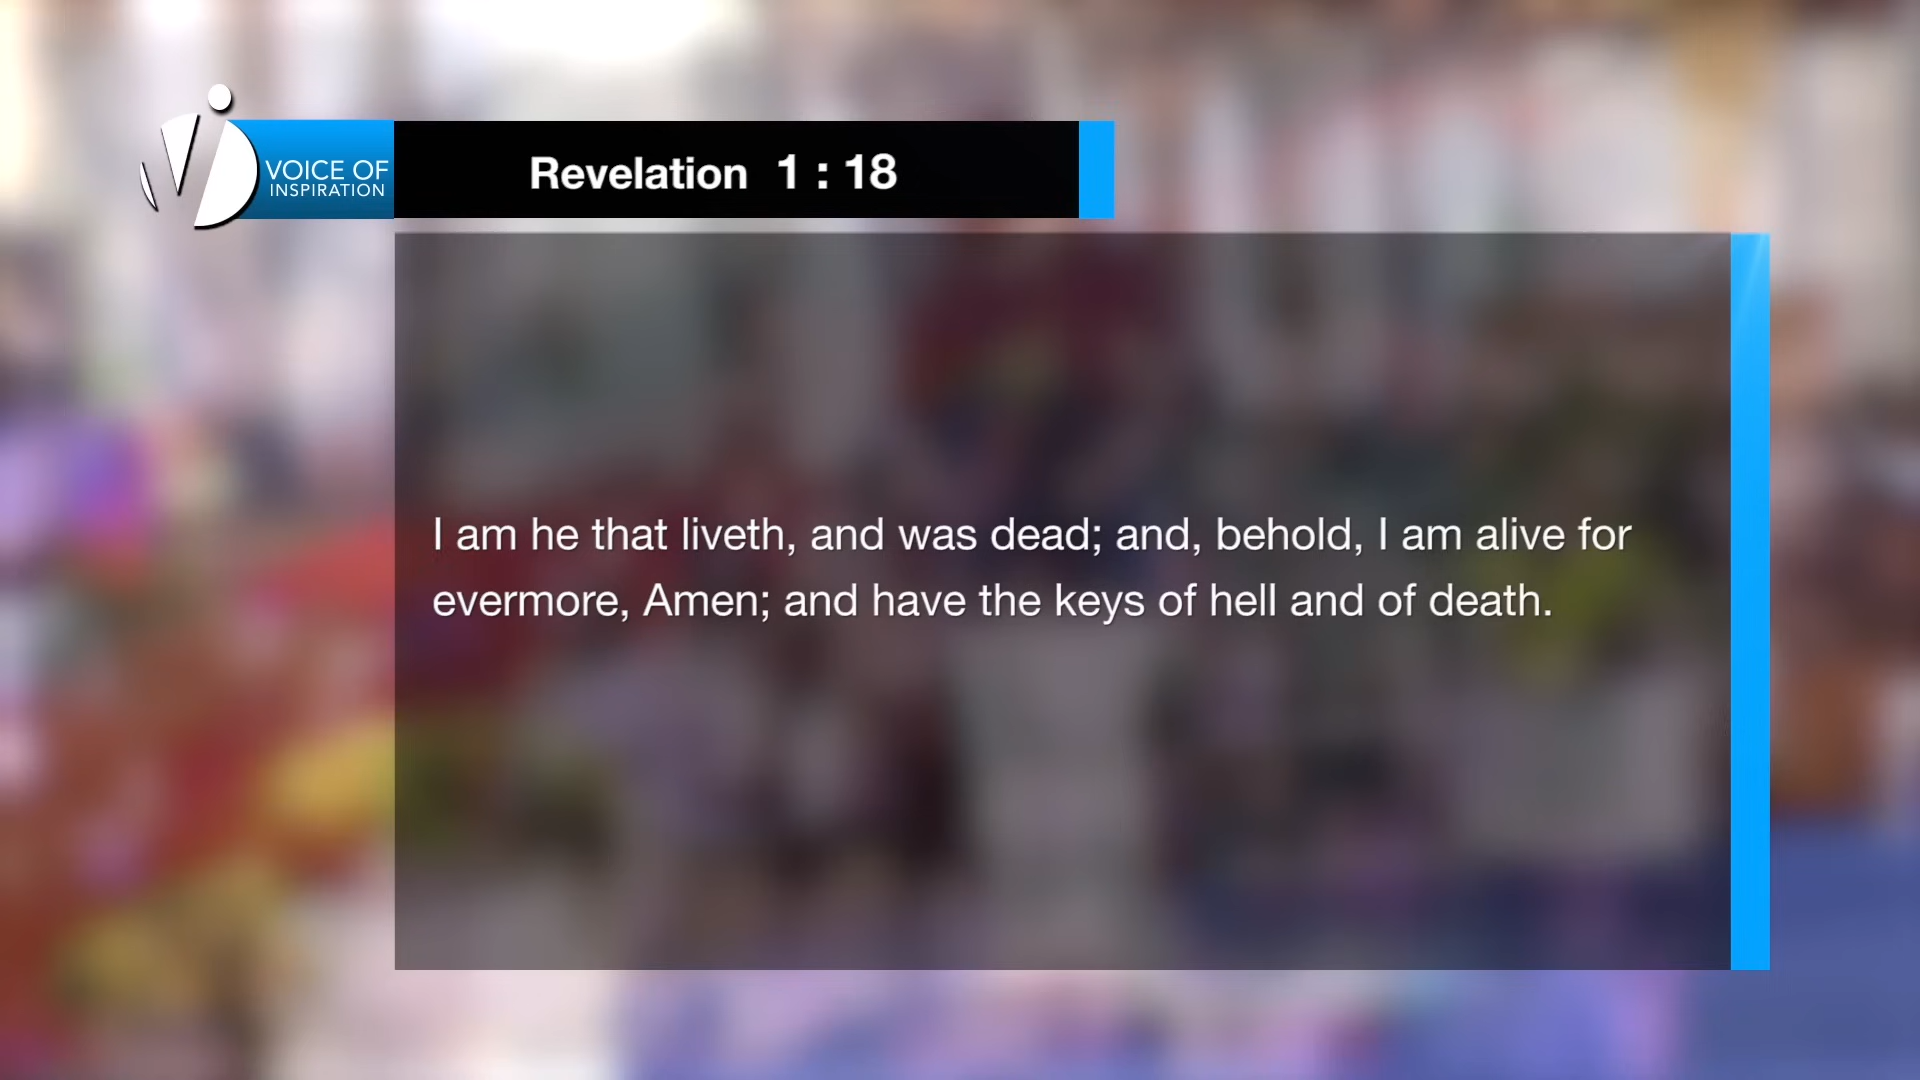 VOICE OF
INSPIRATION
Revelation 1 : 18
I am he that liveth, and was dead; and, behold, I am alive for
evermore, Amen; and have the keys of hell and of death.